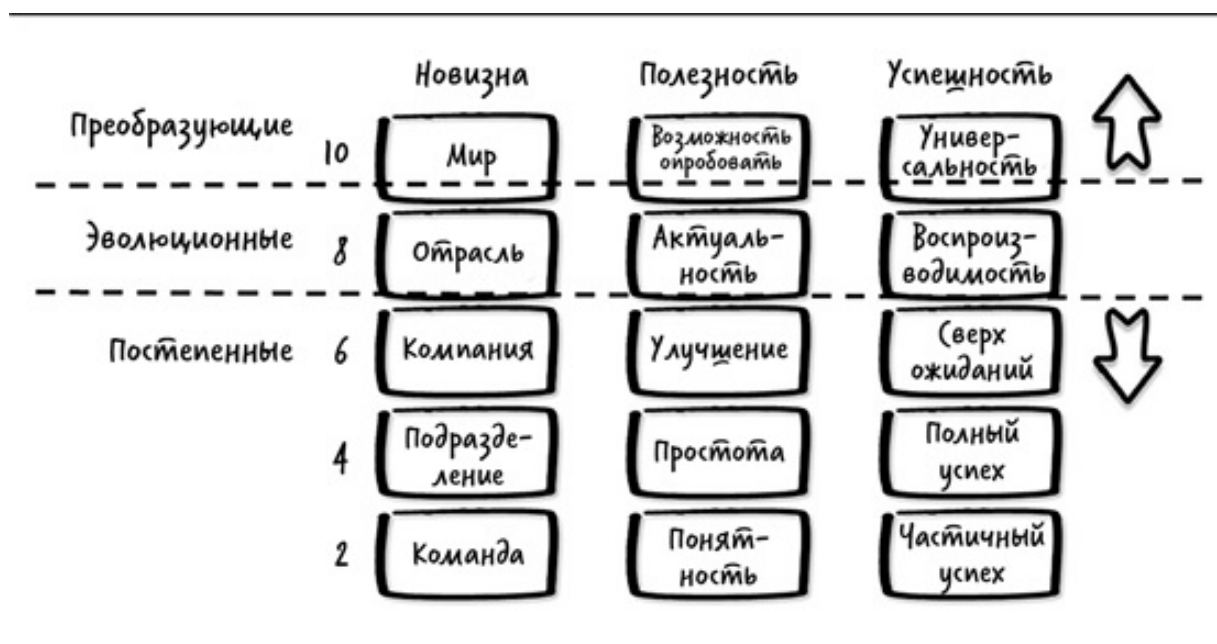 Новизна Полезность Успешность
Преобразующие 10 Мир Возможность опробовать Универ-
сальность
Эволюционные 8 Отрасль Актуаль-
ность Воспроиз-
водимость
Постепенные 6 Компания Улучшение Сверх
ожиданий
4 Подразде-
ление Простота Полный
успех
2 Команда Понят-
ность Частичный
успех